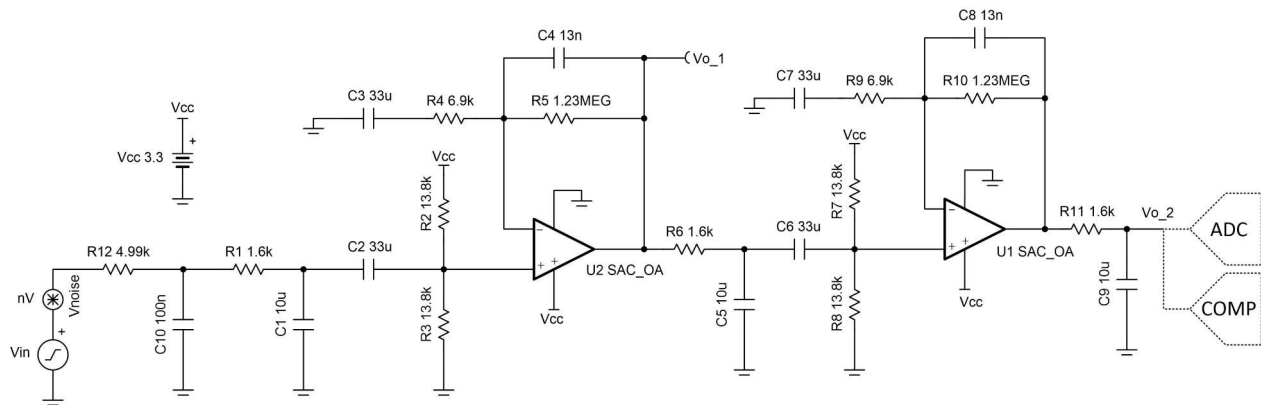 C4 13n
C8 13n
Vo_1
C3 33u
R4 6.9k
R5 1.23MEG
C7 33u
R9 6.9k
R10 1.23MEG
Vcc
+
Vcc 3.3
Vcc
Vcc
R2 13.8k
R7 13.8k
R12 4.99k
R1 1.6k
C2 33u
−
+
+
U2 SAC_OA
R6 1.6k
C6 33u
−
+
+
U1 SAC_OA
R11 1.6k
Vo_2
ADC
nV
Vnoise
+
Vin
C10 100n
C1 10u
R3 13.8k
Vcc
C5 10u
R8 13.8k
Vcc
C9 10u
COMP